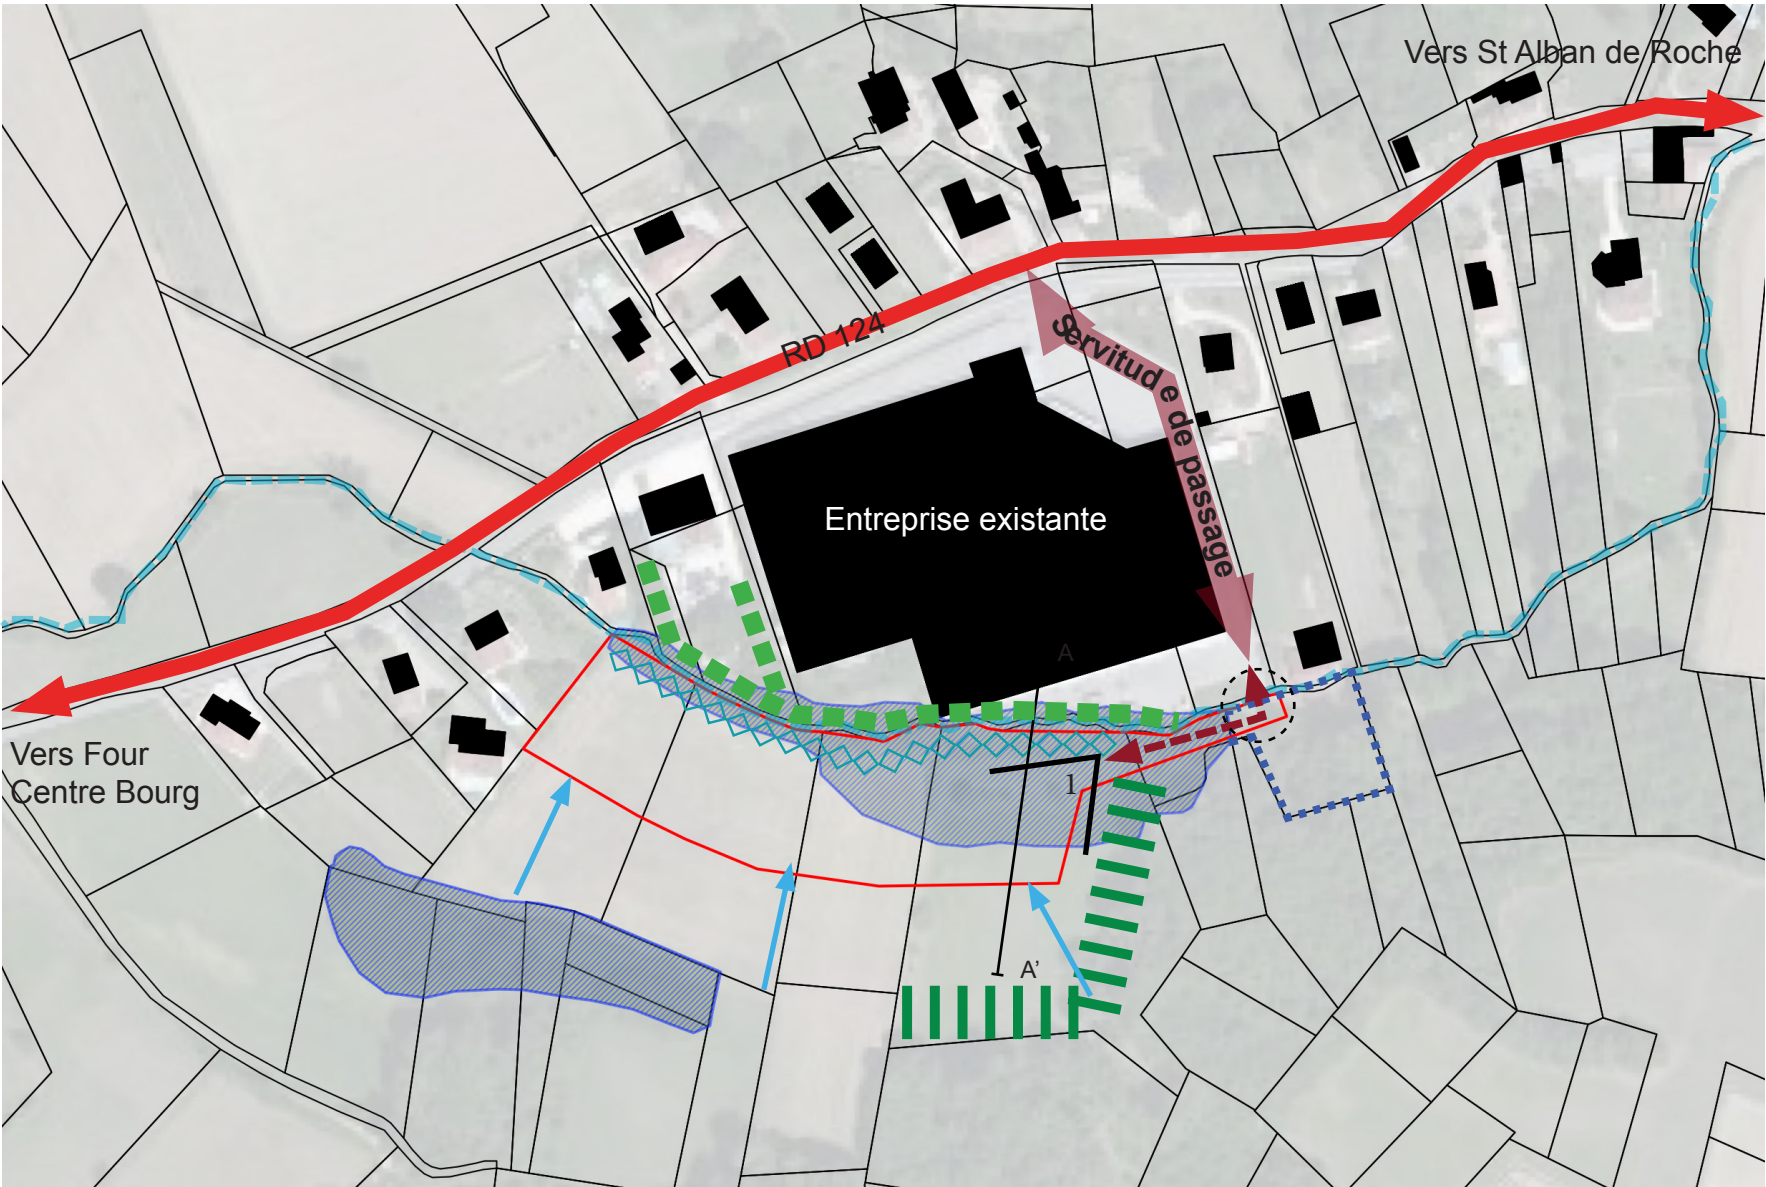 Vers St Alban de Roche
RD 124
Servitude de passage
Entreprise existante
A
Vers Four
Centre Bourg
1
A'